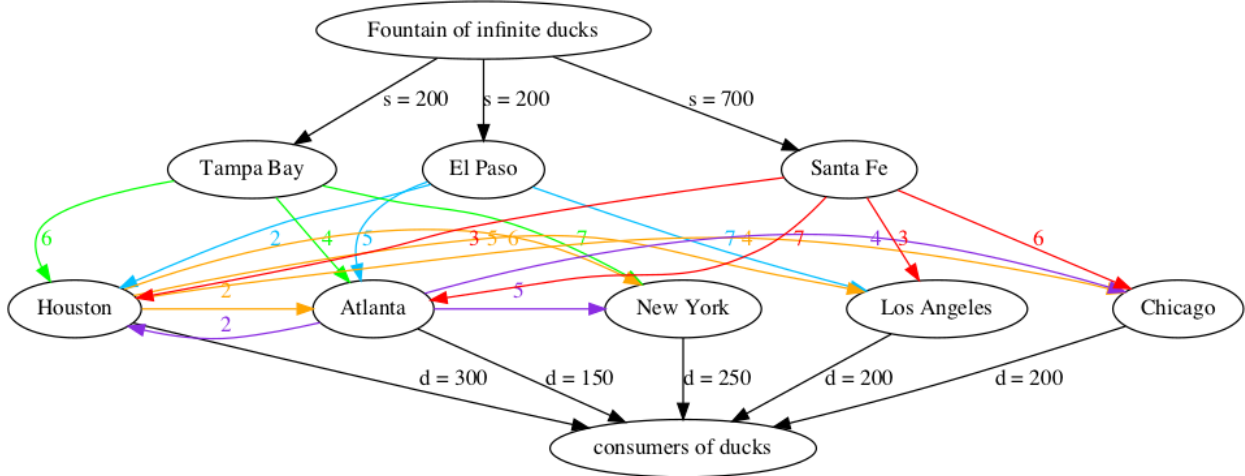 Fountain of infinite ducks
s = 200
s = 200
s = 700
Tampa Bay
El Paso
Santa Fe
6
2
4
5
3
5
6
7
7
4
7
4
3
6
2
5
2
Houston
Atlanta
New York
Los Angeles
Chicago
d = 300
d = 150
d = 250
d = 200
d = 200
consumers of ducks